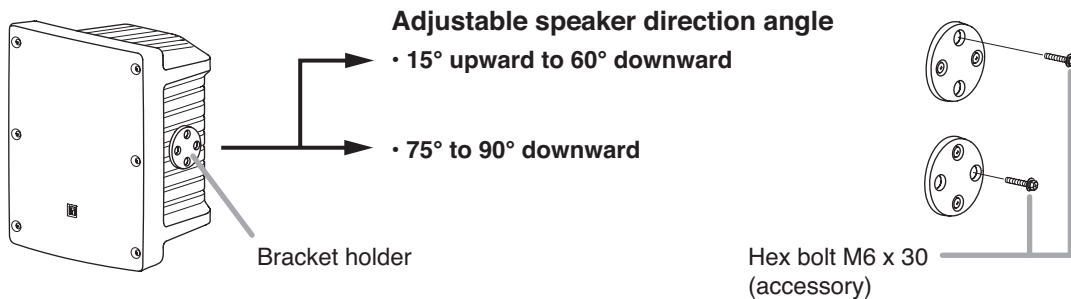 Adjustable speaker direction angle
· 15° upward to 60° downward
· 75° to 90° downward
Bracket holder
Hex bolt M6 x 30
(accessory)